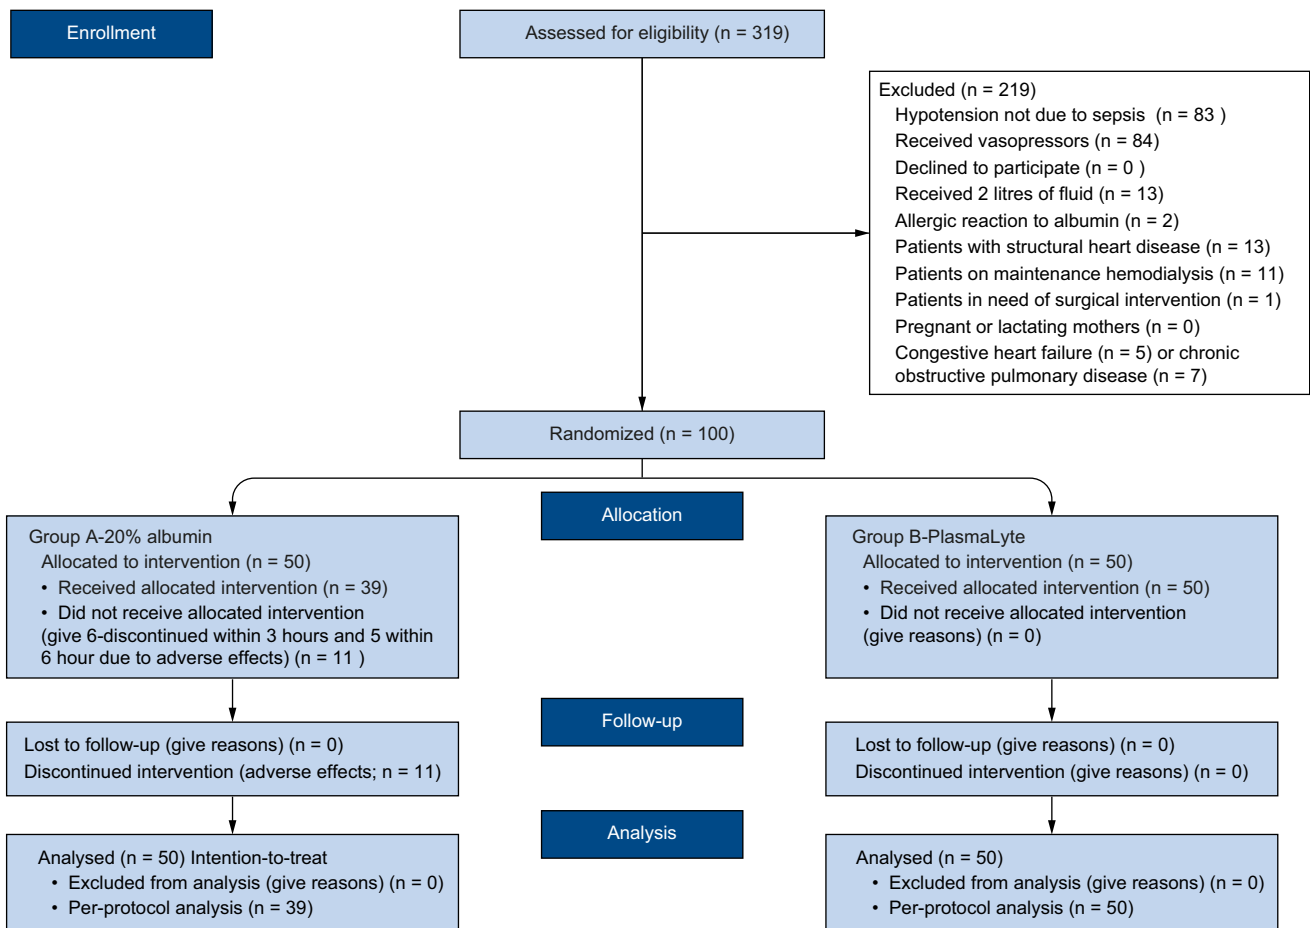 Enrollment
Assessed for eligibility (n = 319)
Excluded (n = 219)
Hypotension not due to sepsis (n = 83 )
Received vasopressors (n = 84)
Declined to participate (n = 0 )
Received 2 litres of fluid (n = 13)
Allergic reaction to albumin (n = 2)
Patients with structural heart disease (n = 13)
Patients on maintenance hemodialysis (n = 11)
Patients in need of surgical intervention (n = 1)
Pregnant or lactating mothers (n = 0)
Congestive heart failure (n = 5) or chronic
obstructive pulmonary disease (n = 7)
Randomized (n = 100)
Allocation
Group A-20% albumin
Allocated to intervention (n = 50)
• Received allocated intervention (n = 39)
• Did not receive allocated intervention
(give 6-discontinued within 3 hours and 5 within
6 hour due to adverse effects) (n = 11 )
Group B-PlasmaLyte
Allocated to intervention (n = 50)
• Received allocated intervention (n = 50)
• Did not receive allocated intervention
(give reasons) (n = 0)
Follow-up
Lost to follow-up (give reasons) (n = 0)
Discontinued intervention (adverse effects; n = 11)
Lost to follow-up (give reasons) (n = 0)
Discontinued intervention (give reasons) (n = 0)
Analysis
Analysed (n = 50) Intention-to-treat
• Excluded from analysis (give reasons) (n = 0)
• Per-protocol analysis (n = 39)
Analysed (n = 50)
• Excluded from analysis (give reasons) (n = 0)
• Per-protocol analysis (n = 50)